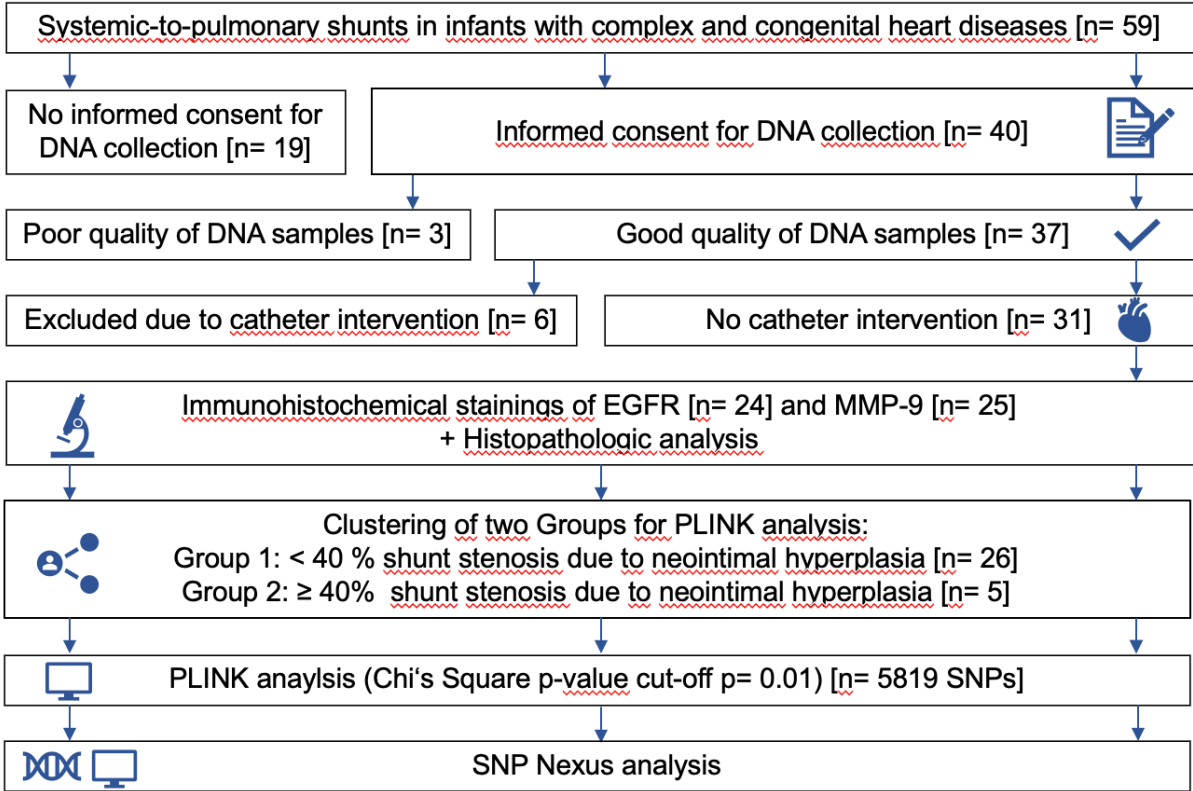 Systemic-to-pulmonary shunts in infants with complex and congenital heart diseases [n= 59]
No informed consent for
DNA collection [n= 19]
Informed consent for DNA collection [n= 40]
Poor quality of DNA samples [n= 3]
Good quality of DNA samples [n= 37]
Excluded due to catheter intervention [n= 6]
No catheter intervention [n= 31]
Immunohistochemical stainings of EGFR [n= 24] and MMP-9 [n= 25]
+ Histopathologic analysis
Clustering of two Groups for PLINK analysis:
Group 1: < 40 % shunt stenosis due to neointimal hyperplasia [n= 26]
Group 2: ≥ 40%  shunt stenosis due to neointimal hyperplasia [n= 5]
PLINK anaylsis (Chi‘s Square p-value cut-off p= 0.01) [n= 5819 SNPs]
SNP Nexus analysis